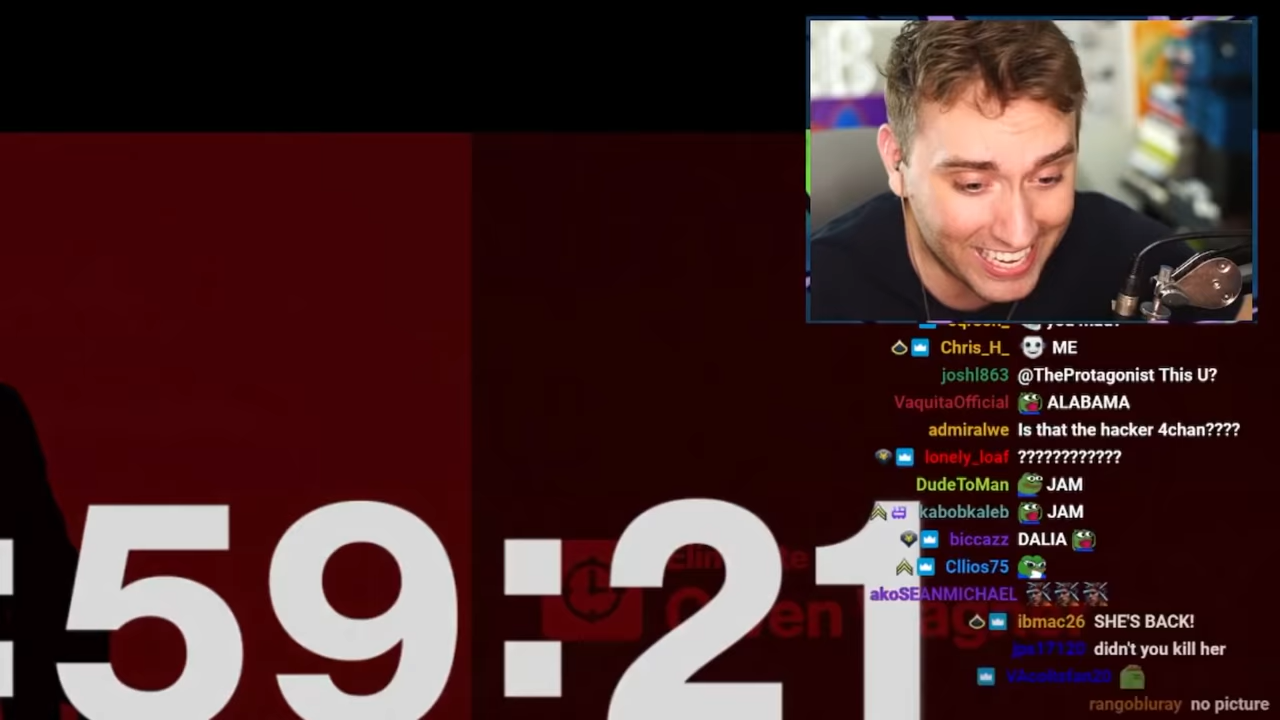 Chris_H_ ME
joshl863 @TheProtagonist This U?
VaquitaOfficial ALABAMA
admiralwe Is that the hacker 4chan????
lonely_loaf ????????????
DudeToMan JAM
kabobkaleb JAM
biccazz DALIA
Cllios75
akoSEANMICHAEL
ibmac26 SHE'S BACK!
jps17120 didn't you kill her
rangobluray no picture
:59:21